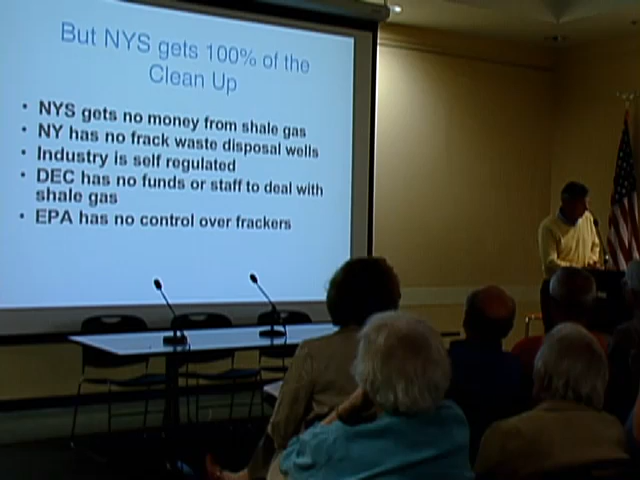 But NYS gets 100% of the
Clean Up
• NYS gets no money from shale gas
• NY has no frack waste disposal wells
• Industry is self regulated
• DEC has no funds or staff to deal with
shale gas
• EPA has no control over frackers